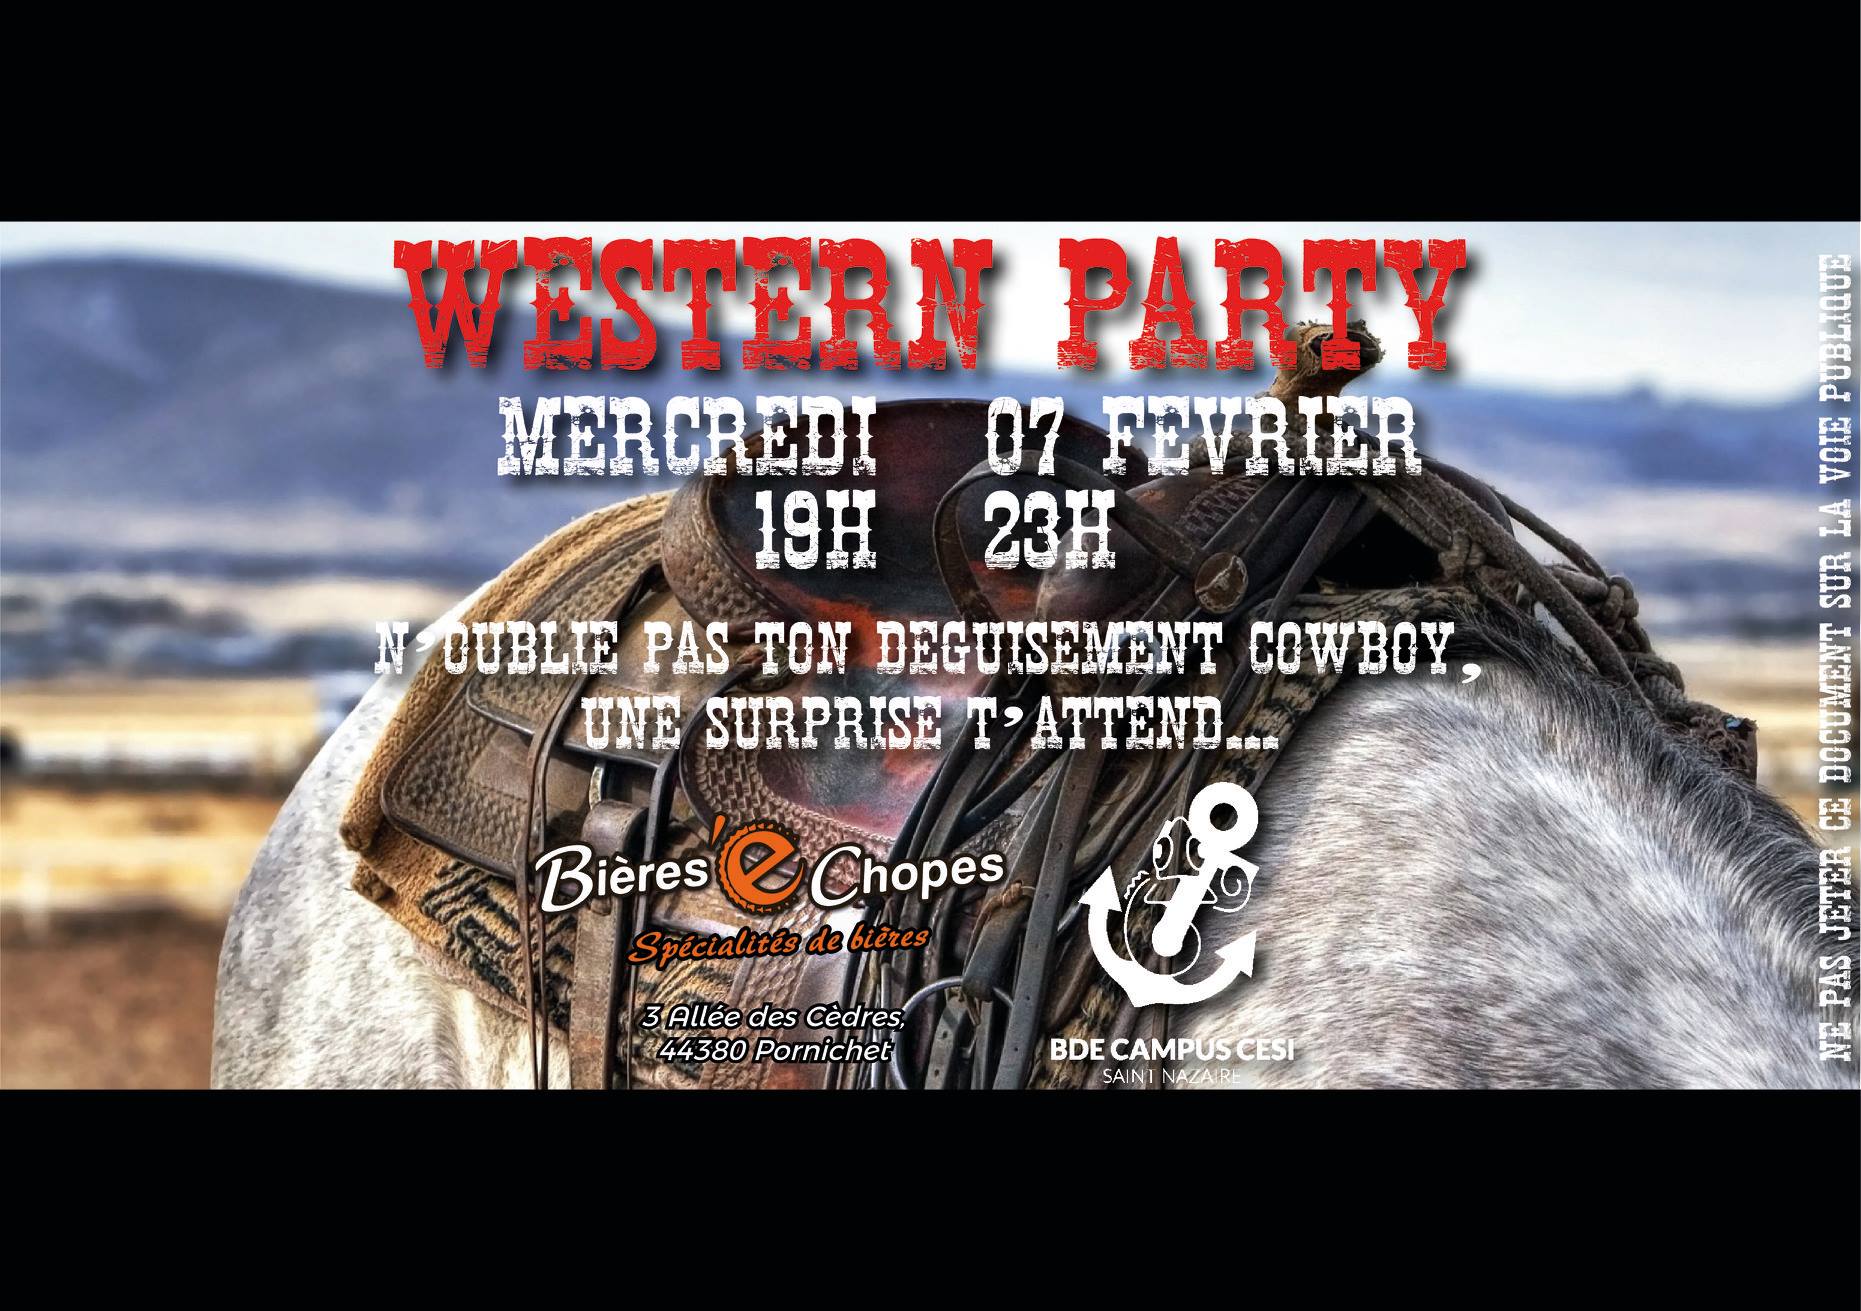 WESTERN PARTY
MERCREDI 07 FEVRIER
19H 23H
N'OUBLIE PAS TON DEGUISEMENT COWBOY,
UNE SURPRISE T'ATTEND...
Bières'e Chopes
Spécialités de bières
3 Allée des Cèdres,
44380 Pornichet
BDE CAMPUS CESI
SAINT NAZAIRE
NE PAS JETER CE DOCUMENT SUR LA VOIE PUBLIQUE